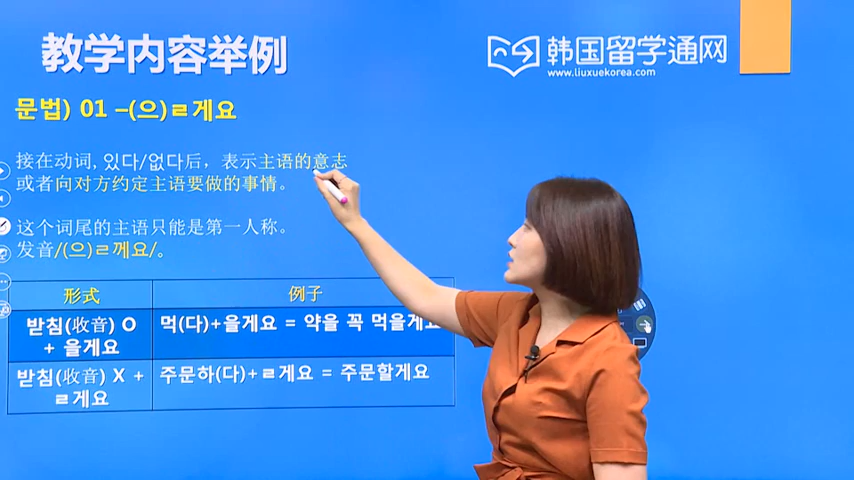 教学内容举例
韩国留学通网
www.liuxuekorea.com
문법) 01 –(으)ㄹ게요
接在动词, 있다/없다后，表示主语的意志
或者向对方约定主语要做的事情。
这个词尾的主语只能是第一人称。
发音/(으)ㄹ께요/。
形式
例子
받침(收音) O
+ 을게요
먹(다)+을게요 = 약을 꼭 먹을게요
받침(收音) X +
ㄹ게요
주문하(다)+ㄹ게요 = 주문할게요